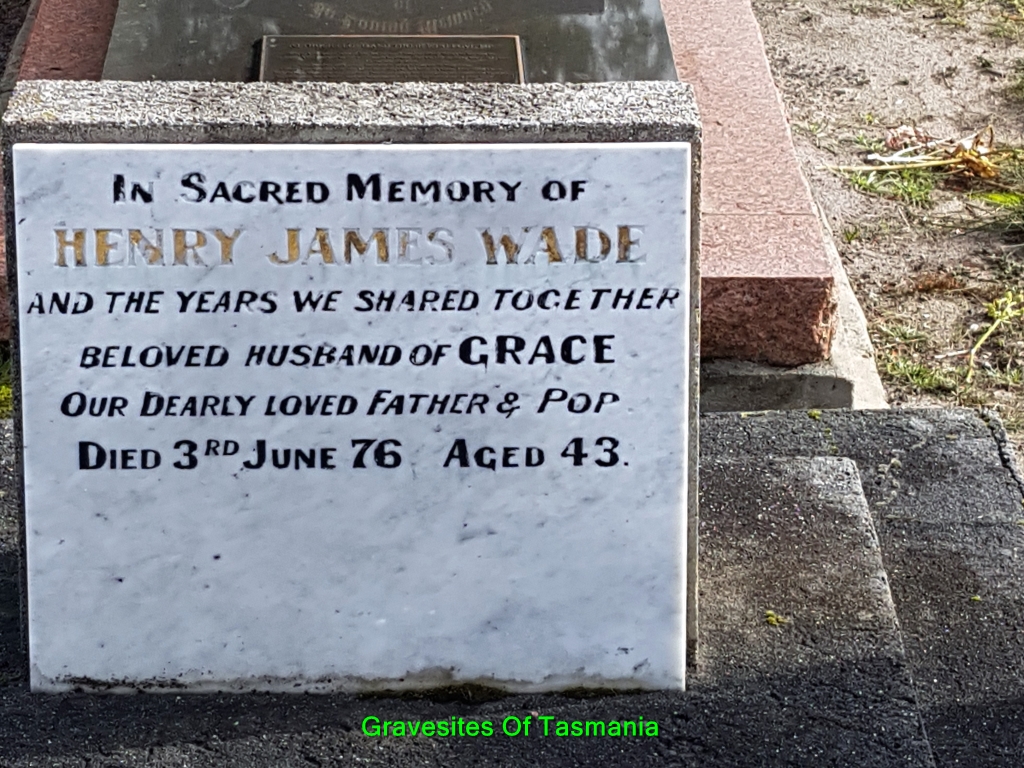 In Sacred Memory of
HENRY JAMES WADE
AND THE YEARS WE SHARED TOGETHER
BELOVED HUSBAND OF GRACE
OUR DEARLY LOVED FATHER & POP
DIED 3RD JUNE 76 AGED 43.
Gravesites Of Tasmania